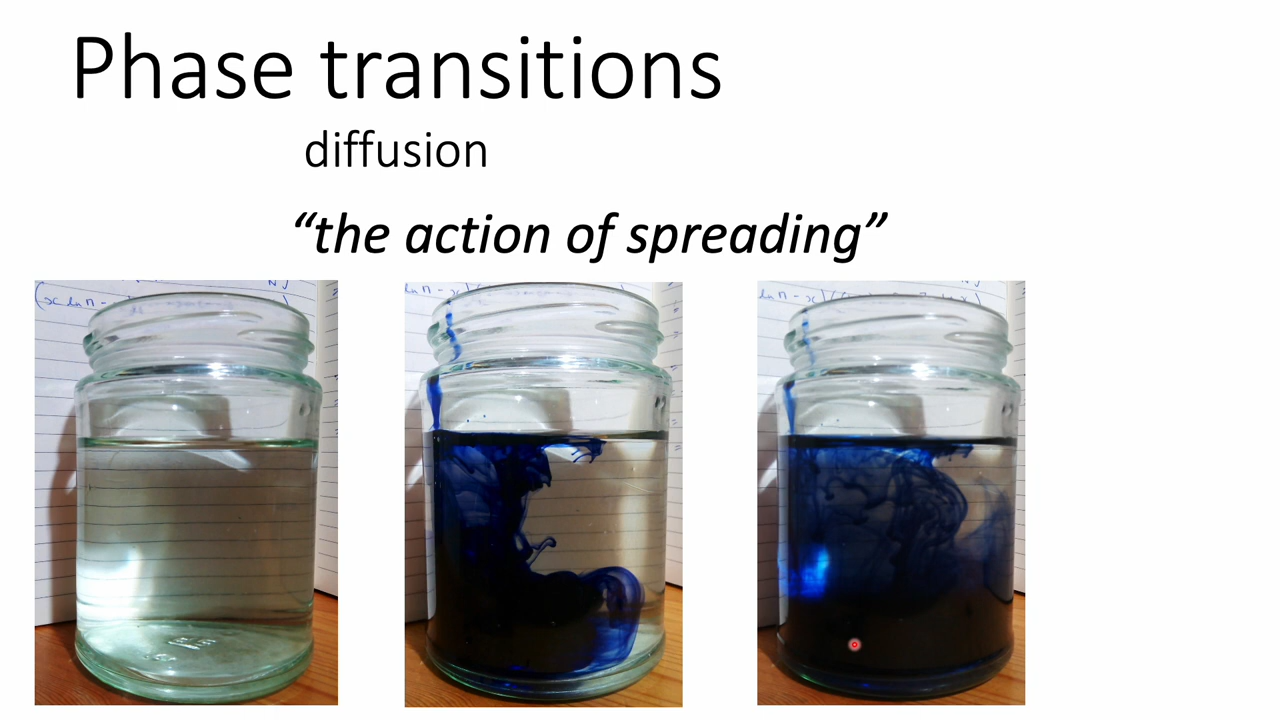 Phase transitions
diffusion
“the action of spreading”